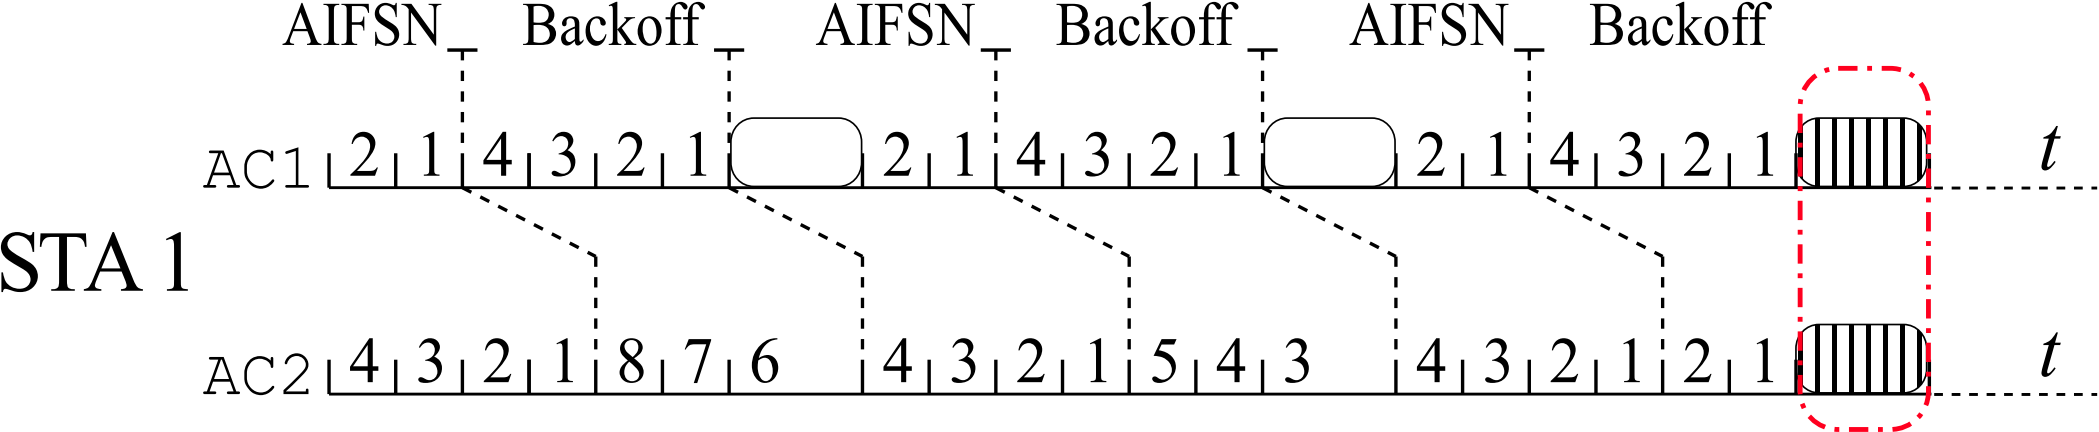 AIFSN Backoff AIFSN Backoff AIFSN Backoff
AC1 2 1 4 3 2 1 2 1 4 3 2 1 2 1 4 3 2 1 t
STA 1
AC2 4 3 2 1 8 7 6 4 3 2 1 5 4 3 4 3 2 1 2 1 t